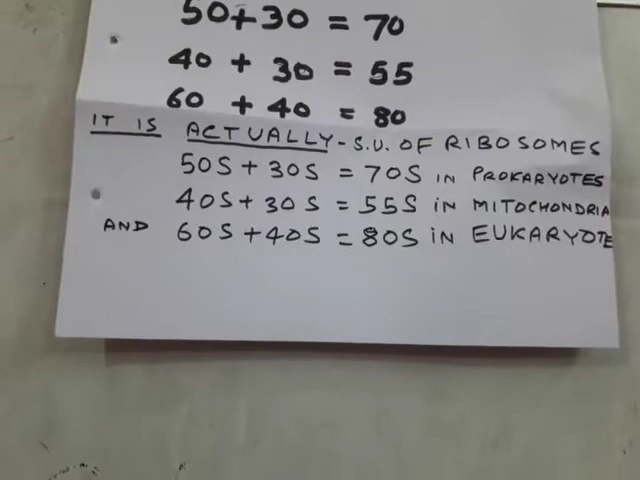 50+30 = 70
40 + 30 = 55
60 + 40 = 80
IT IS ACTUALLY - S.U. OF RIBOSOMES
50S + 30S = 70S IN PROKARYOTES
40S + 30S = 55S IN MITOCHONDRIA
AND 60S + 40S = 80S IN EUKARYOTE